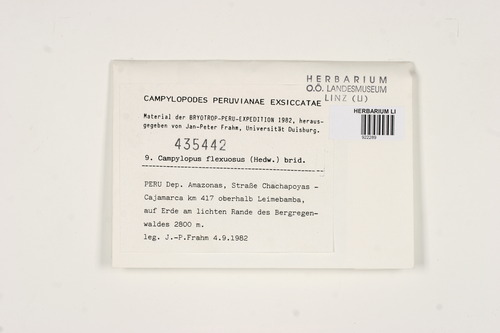 HERBARIUM
O.Ö. LANDESMUSEUM
LINZ (LI)
HERBARIUM LI
922289
CAMPYLOPODES PERUVIANAE EXSICCATAE
Material der BRYOTROP-PERU-EXPEDITION 1982, heraus-
gegeben von Jan-Peter Frahm, Universität Duisburg.
435442
9. Campylopus flexuosus (Hedw.) brid.
PERU Dep. Amazonas, Straße Chachapoyas -
Cajamarca km 417 oberhalb Leimebamba,
auf Erde am lichten Rande des Bergregen-
waldes 2800 m.
leg. J.-P.Frahm 4.9.1982